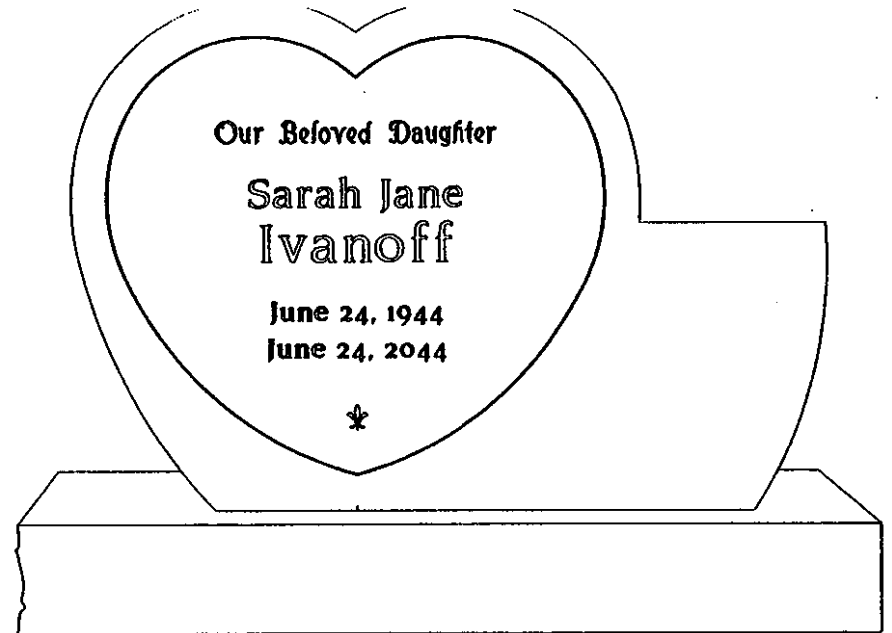 Our Beloved Daughter
Sarah Jane
Ivanoff
June 24, 1944
June 24, 2044